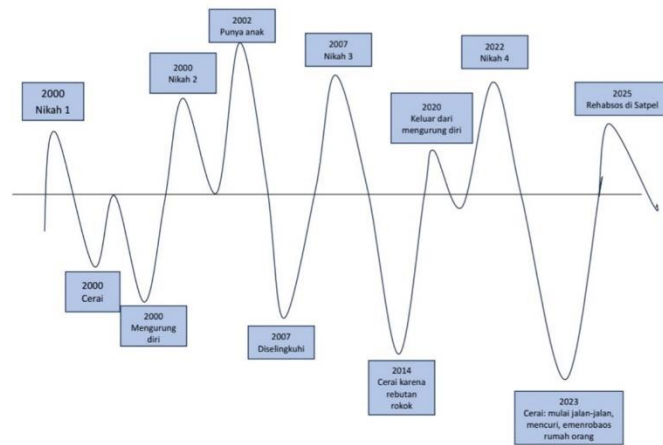 2000
Nikah 1
2000
Cerai
2000
Mengurung
diri
2000
Nikah 2
2002
Punya anak
2007
Diselingkuhi
2007
Nikah 3
2014
Cerai karena
rebutan
rokok
2020
Keluar dari
mengurung diri
2022
Nikah 4
2023
Cerai: mulai jalan-jalan,
mencuri, emenrobaos
rumah orang
2025
Rehabsos di Satpel